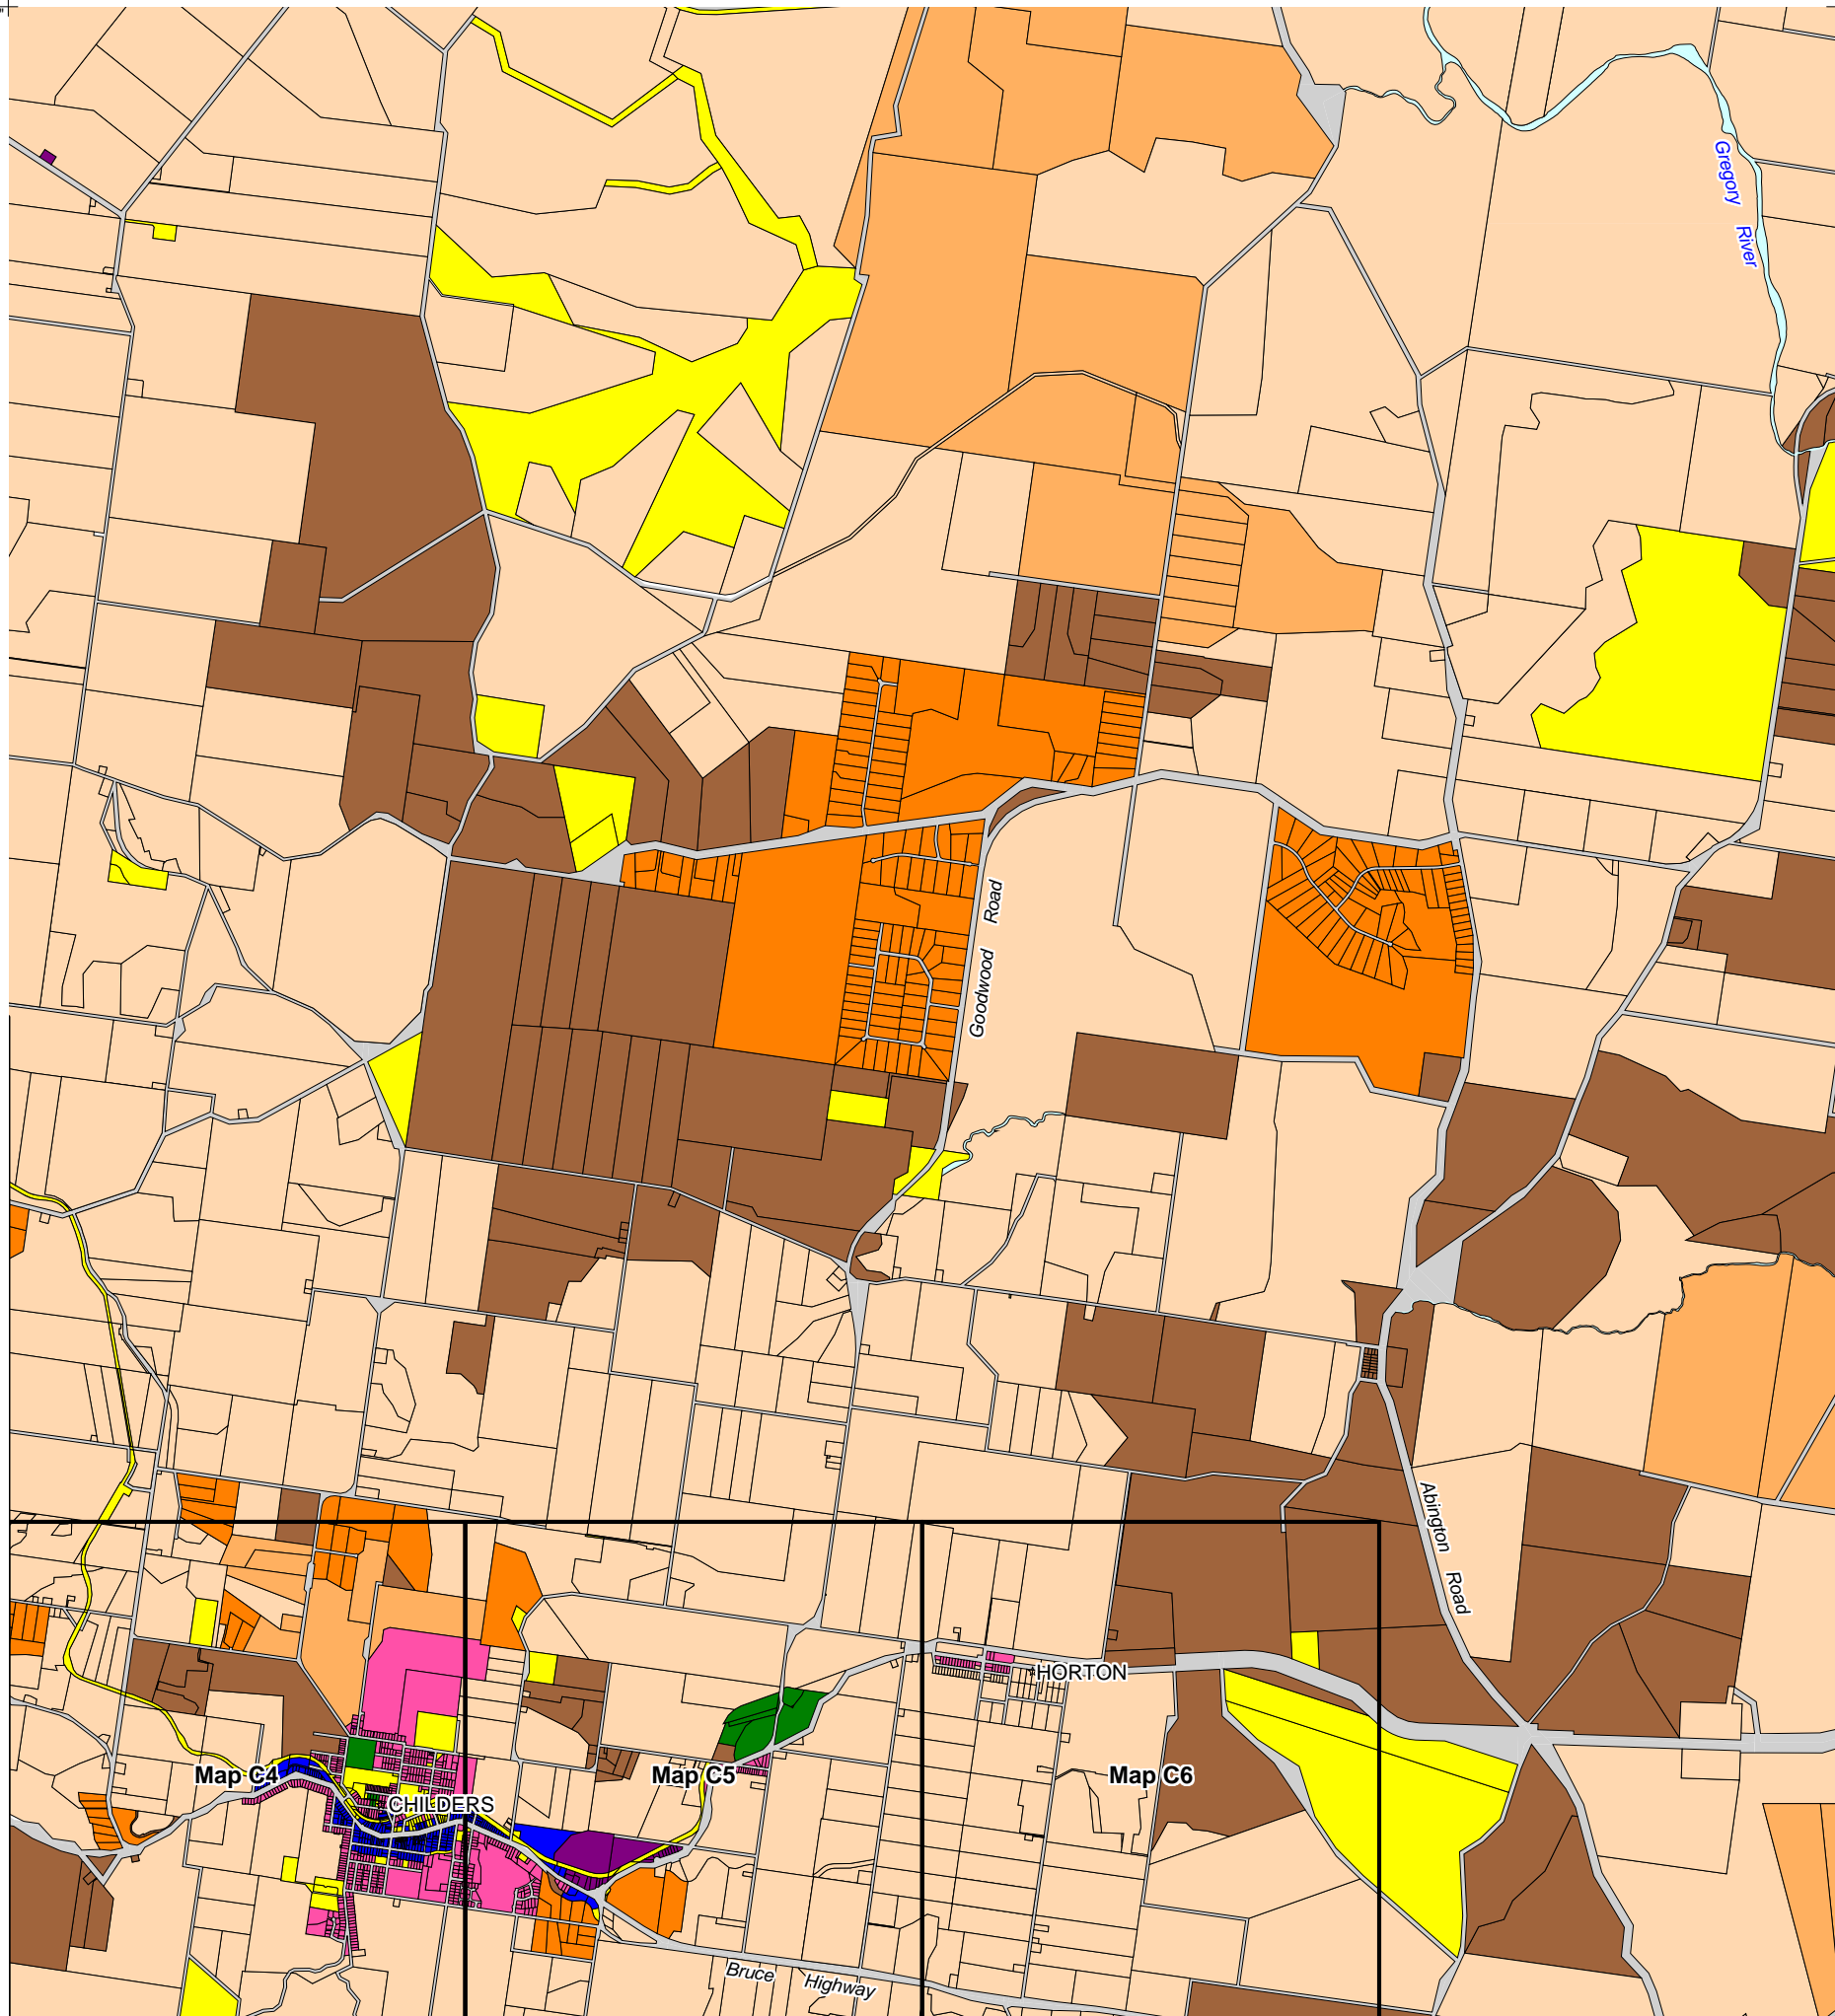 Gregory
River
Goodwood Road
Abington
Road
HORTON
Map C4
Map C5
Map C6
CHILDERS
Bruce Highway